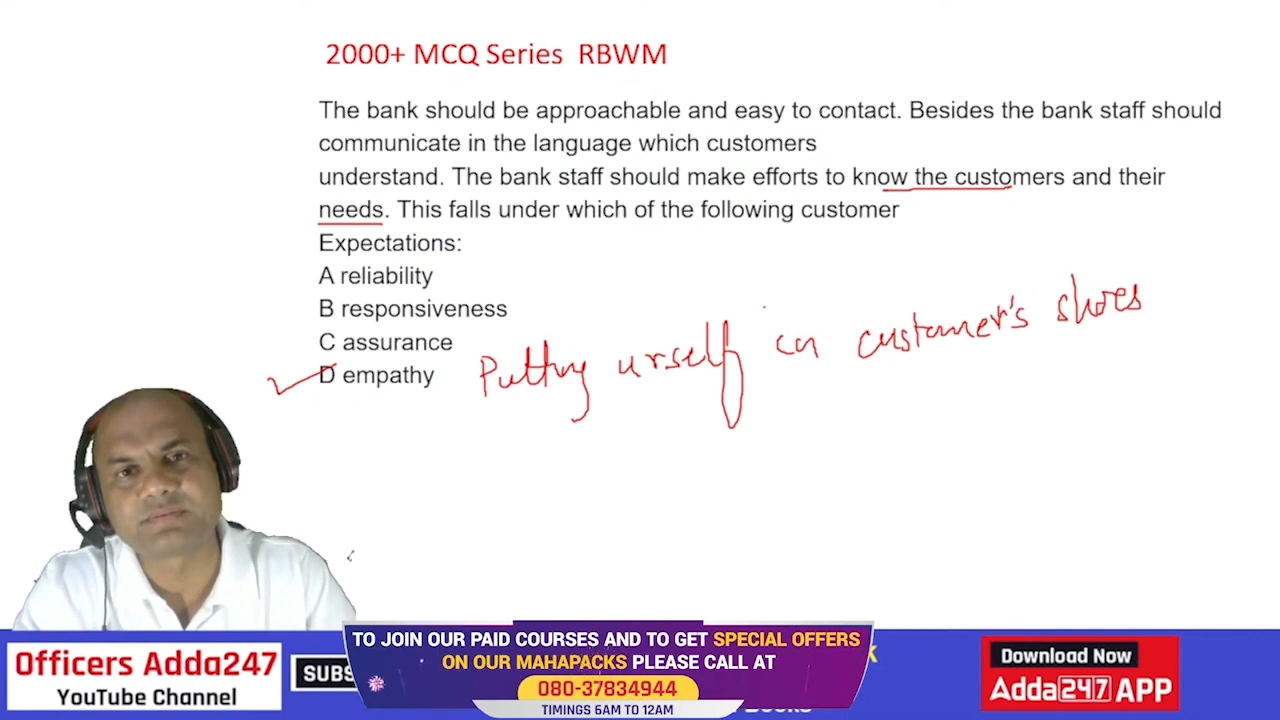 2000+ MCQ Series RBWM
The bank should be approachable and easy to contact. Besides the bank staff should
communicate in the language which customers
understand. The bank staff should make efforts to know the customers and their
needs. This falls under which of the following customer
Expectations:
A reliability
B responsiveness
C assurance
D empathy
Putting urself in customer's shoes
Officers Adda247
YouTube Channel
SUBS
TO JOIN OUR PAID COURSES AND TO GET SPECIAL OFFERS
ON OUR MAHAPACKS PLEASE CALL AT
080-37834944
TIMINGS 6AM TO 12AM
Download Now
Adda247 APP